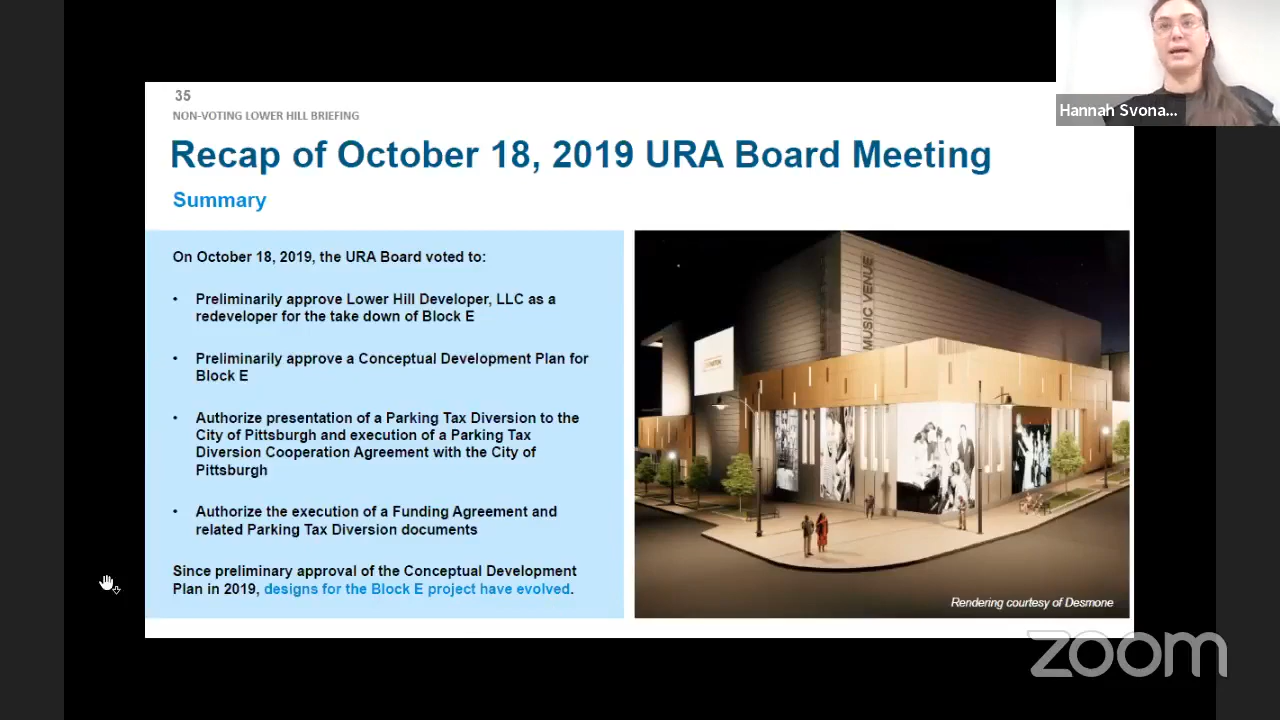 35
NON-VOTING LOWER HILL BRIEFING
Recap of October 18, 2019 URA Board Meeting
Summary
On October 18, 2019, the URA Board voted to:
• Preliminarily approve Lower Hill Developer, LLC as a
redeveloper for the take down of Block E
• Preliminarily approve a Conceptual Development Plan for
Block E
• Authorize presentation of a Parking Tax Diversion to the
City of Pittsburgh and execution of a Parking Tax
Diversion Cooperation Agreement with the City of
Pittsburgh
• Authorize the execution of a Funding Agreement and
related Parking Tax Diversion documents
Since preliminary approval of the Conceptual Development
Plan in 2019, designs for the Block E project have evolved.
MUSIC VENUE
Rendering courtesy of Desmone
Hannah Svona...
zoom